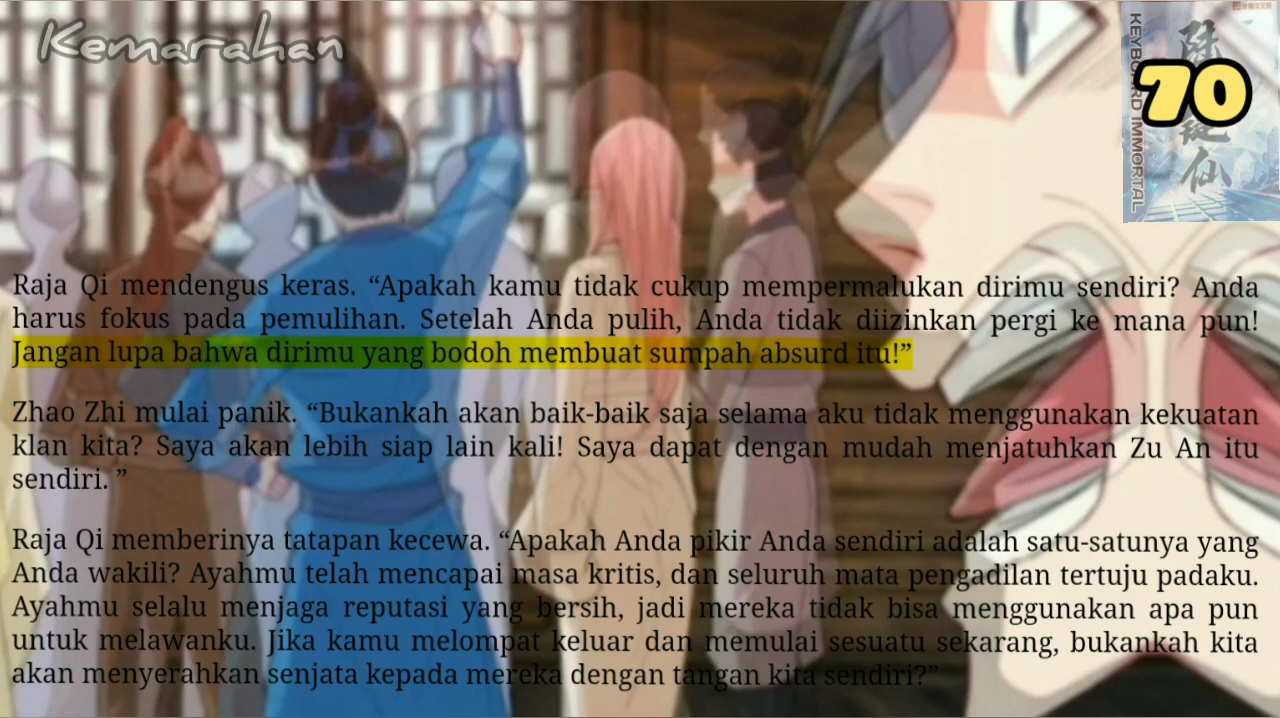 Kemarahan
70
KEYBOARD IMMORTAL
Raja Qi mendengus keras. “Apakah kamu tidak cukup mempermalukan dirimu sendiri? Anda
harus fokus pada pemulihan. Setelah Anda pulih, Anda tidak diizinkan pergi ke mana pun!
Jangan lupa bahwa dirimu yang bodoh membuat sumpah absurd itu!”
Zhao Zhi mulai panik. “Bukankah akan baik-baik saja selama aku tidak menggunakan kekuatan
klan kita? Saya akan lebih siap lain kali! Saya dapat dengan mudah menjatuhkan Zu An itu
sendiri. ”
Raja Qi memberinya tatapan kecewa. “Apakah Anda pikir Anda sendiri adalah satu-satunya yang
Anda wakili? Ayahmu telah mencapai masa kritis, dan seluruh mata pengadilan tertuju padaku.
Ayahmu selalu menjaga reputasi yang bersih, jadi mereka tidak bisa menggunakan apa pun
untuk melawanku. Jika kamu melompat keluar dan memulai sesuatu sekarang, bukankah kita
akan menyerahkan senjata kepada mereka dengan tangan kita sendiri?”